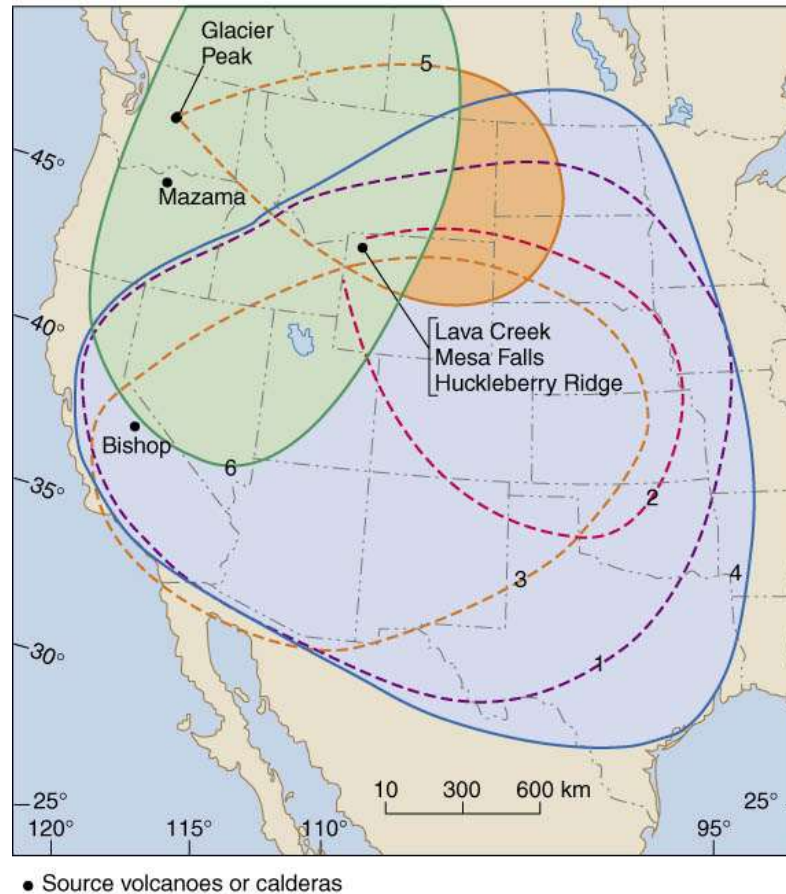 Glacier
Peak
5
45°
Mazama
40°
Lava Creek
Mesa Falls
Huckleberry Ridge
Bishop
6
35°
2
3
4
30°
1
10 300 600 km
25°
25°
120° 115° 110° 95°
● Source volcanoes or calderas